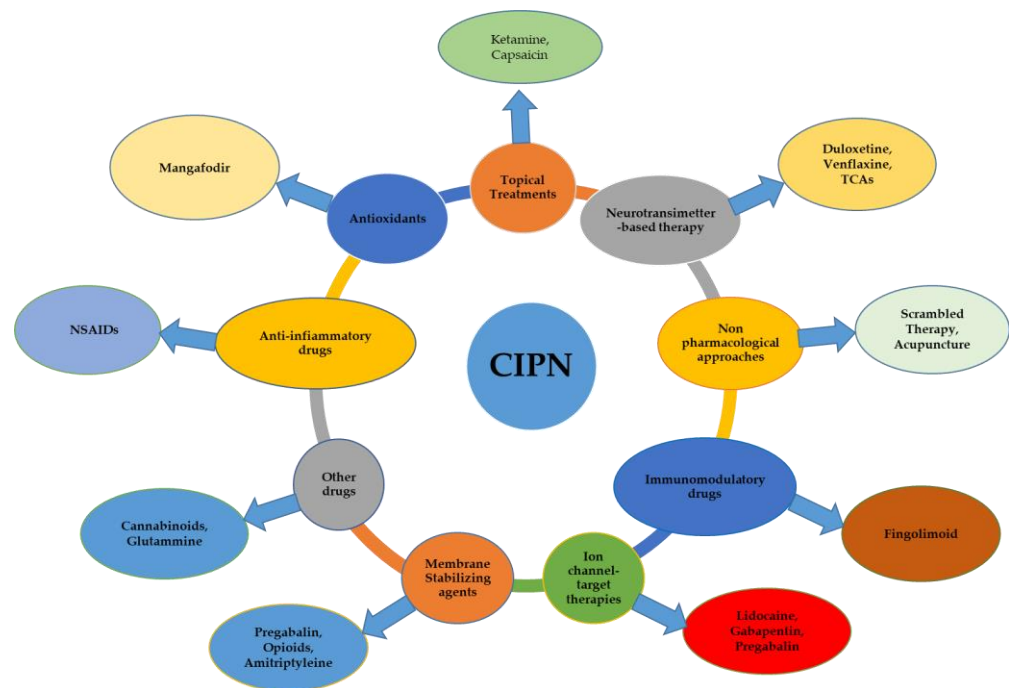 Ketamine,
Capsaicin
Topical
Treatments
Mangafodir
Antioxidants
Duloxetine,
Venflaxine,
TCAs
Neurotransimetter
-based therapy
NSAIDs
Anti-infiammatory
drugs
CIPN
Non
pharmacological
approaches
Scrambled
Therapy,
Acupuncture
Other
drugs
Cannabinoids,
Glutammine
Immunomodulatory
drugs
Fingolimoid
Membrane
Stabilizing
agents
Pregabalin,
Opioids,
Amitriptyleine
Ion
channel-
target
therapies
Lidocaine,
Gabapentin,
Pregabalin